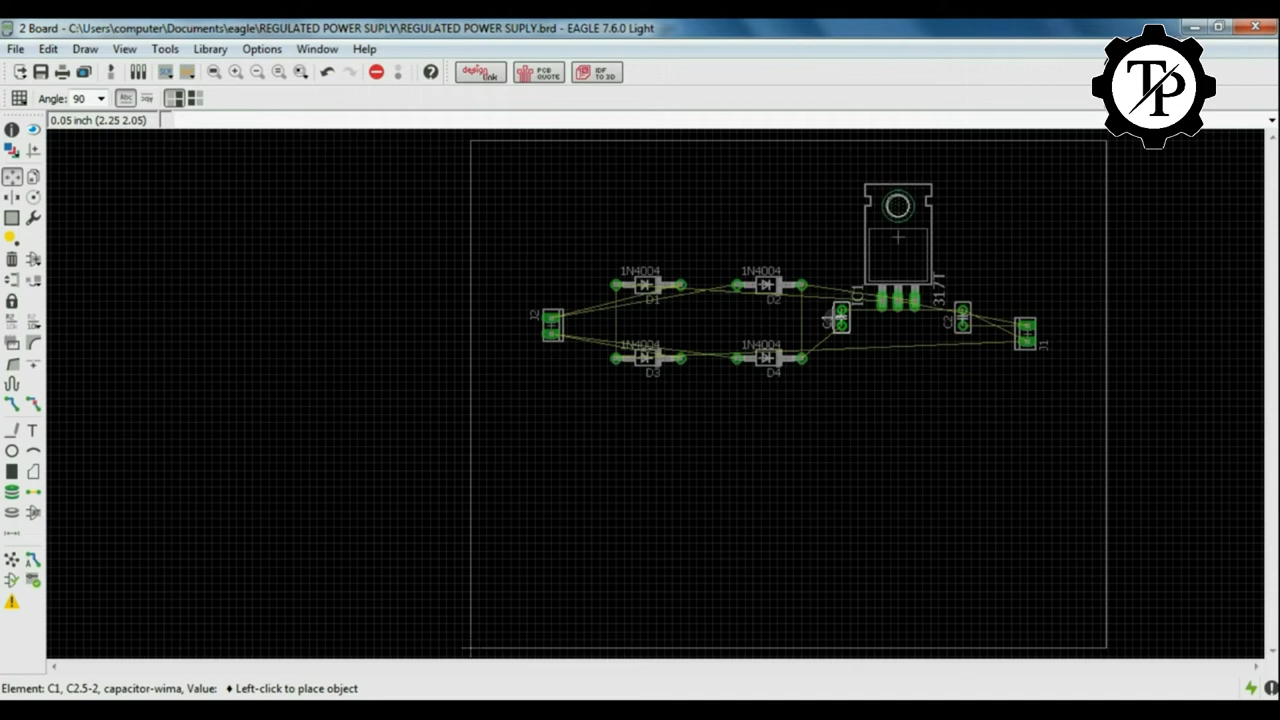 2 Board - C:\Users\computer\Documents\eagle\REGULATED POWER SUPLY\REGULATED POWER SUPLY.brd - EAGLE 7.6.0 Light
File Edit Draw View Tools Library Options Window Help
design link PCB QUOTE IDF TO 3D
TP
Angle: 90 Abc
0.05 inch (2.25 2.05)
1N4004 1N4004
D1 D2
IC1 317T
J2 C1 C2 J1
1N4004 1N4004
D3 D4
Element: C1, C2.5-2, capacitor-wima, Value: ♦ Left-click to place object